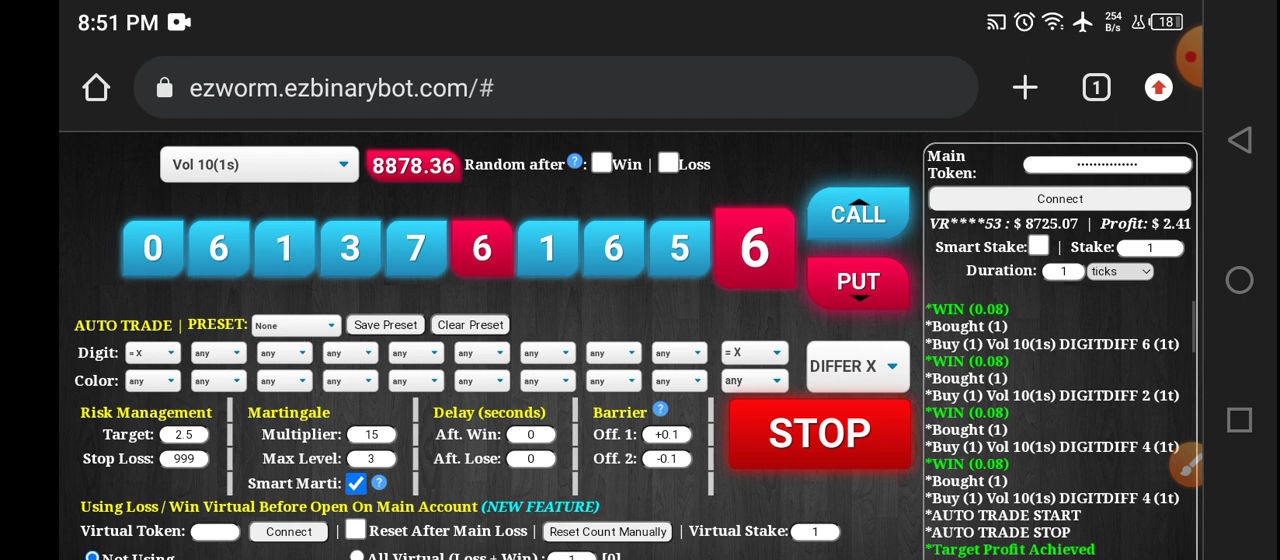 8:51 PM
254 B/s
18
ezworm.ezbinarybot.com/#
1
Vol 10(1s) 8878.36 Random after ? : Win | Loss
0 6 1 3 7 6 1 6 5 6
CALL
PUT
AUTO TRADE | PRESET: None Save Preset Clear Preset
Digit: = X any any any any any any any any = X
Color: any any any any any any any any any any
DIFFER X
Risk Management
Target: 2.5
Stop Loss: 999
Martingale
Multiplier: 15
Max Level: 3
Smart Marti: ?
Delay (seconds)
Aft. Win: 0
Aft. Lose: 0
Barrier ?
Off. 1: +0.1
Off. 2: -0.1
STOP
Using Loss / Win Virtual Before Open On Main Account (NEW FEATURE)
Virtual Token: Connect | Reset After Main Loss | Reset Count Manually | Virtual Stake: 1
Not Using All Virtual (Loss + Win) : 1 [0]
Main Token: ...............
Connect
VR****53 : $ 8725.07 | Profit: $ 2.41
Smart Stake: | Stake: 1
Duration: 1 ticks
*WIN (0.08)
*Bought (1)
*Buy (1) Vol 10(1s) DIGITDIFF 6 (1t)
*WIN (0.08)
*Bought (1)
*Buy (1) Vol 10(1s) DIGITDIFF 2 (1t)
*WIN (0.08)
*Bought (1)
*Buy (1) Vol 10(1s) DIGITDIFF 4 (1t)
*WIN (0.08)
*Bought (1)
*Buy (1) Vol 10(1s) DIGITDIFF 4 (1t)
*AUTO TRADE START
*AUTO TRADE STOP
*Target Profit Achieved